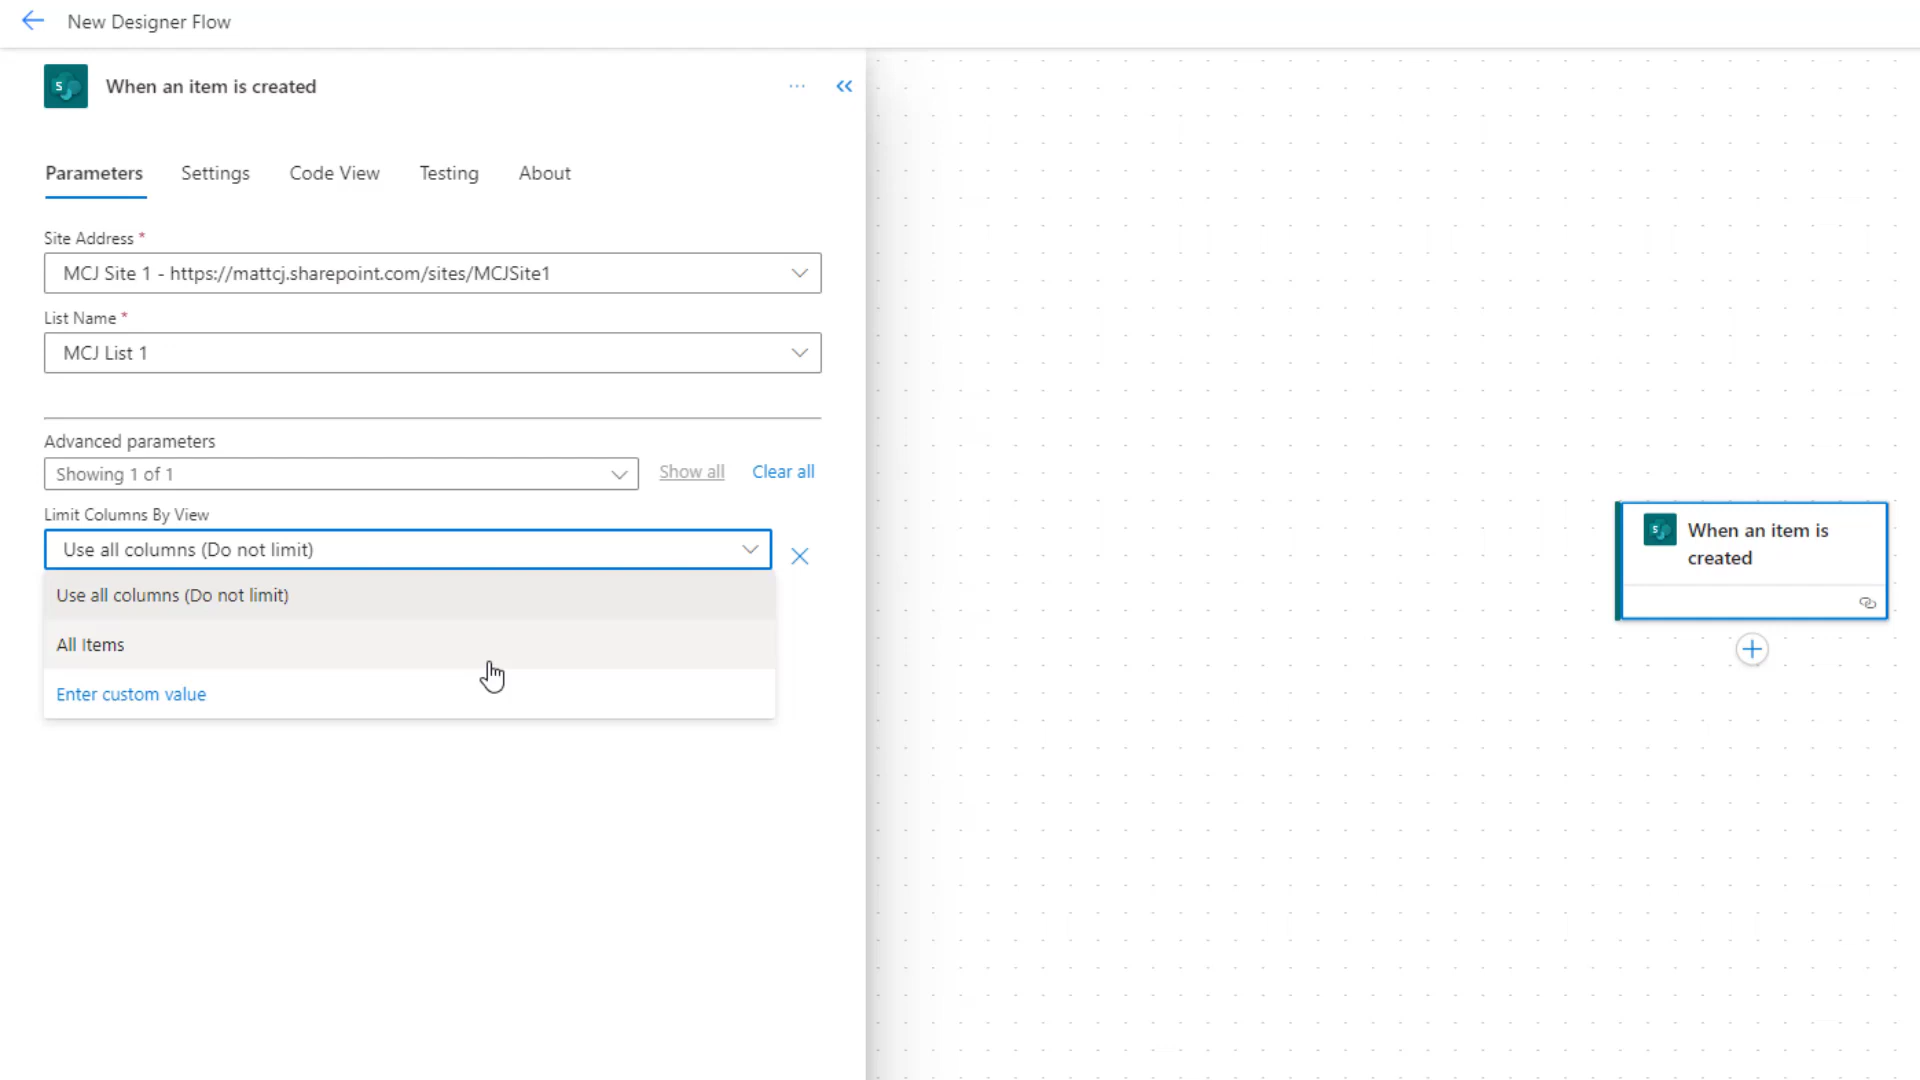 New Designer Flow
When an item is created
Parameters
Settings
Code View
Testing
About
Site Address *
MCJ Site 1 - https://mattcj.sharepoint.com/sites/MCJSite1
List Name *
MCJ List 1
Advanced parameters
Showing 1 of 1
Show all
Clear all
Limit Columns By View
Use all columns (Do not limit)
Use all columns (Do not limit)
All Items
Enter custom value
When an item is
created